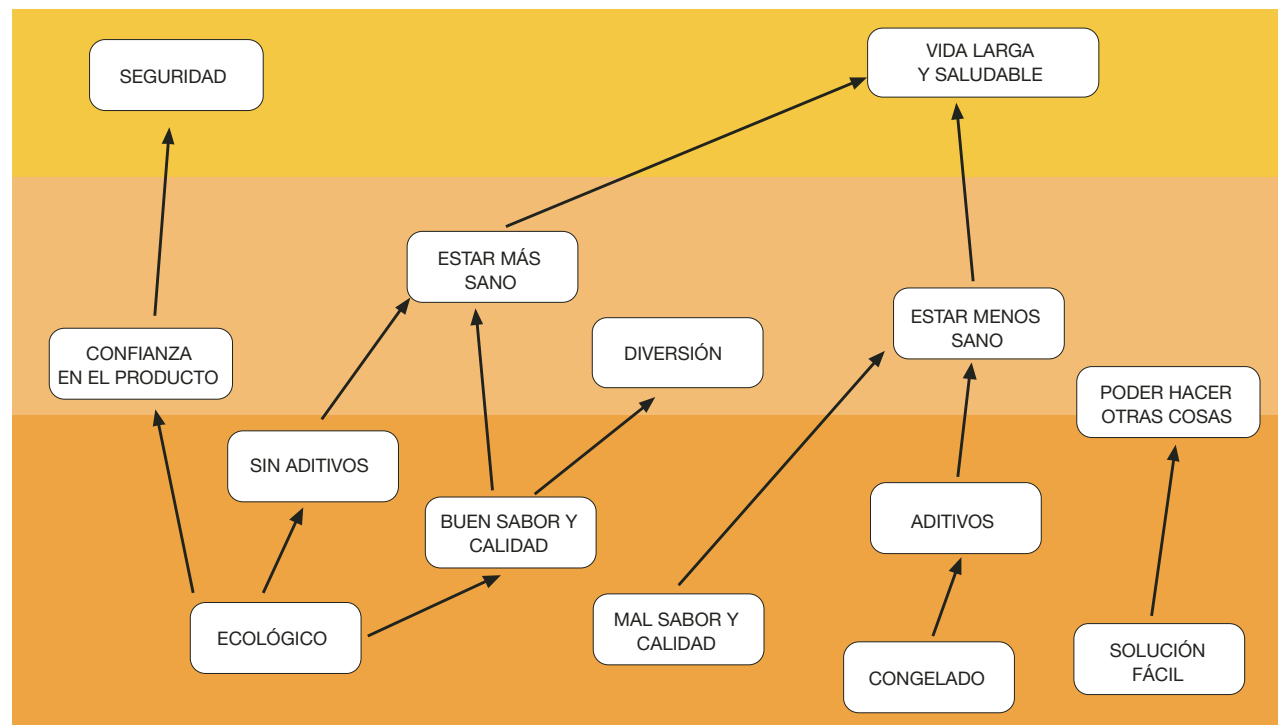 SEGURIDAD
VIDA LARGA
Y SALUDABLE
ESTAR MÁS
SANO
ESTAR MENOS
SANO
CONFIANZA
EN EL PRODUCTO
DIVERSIÓN
PODER HACER
OTRAS COSAS
SIN ADITIVOS
BUEN SABOR Y
CALIDAD
ADITIVOS
ECOLÓGICO
MAL SABOR Y
CALIDAD
CONGELADO
SOLUCIÓN
FÁCIL